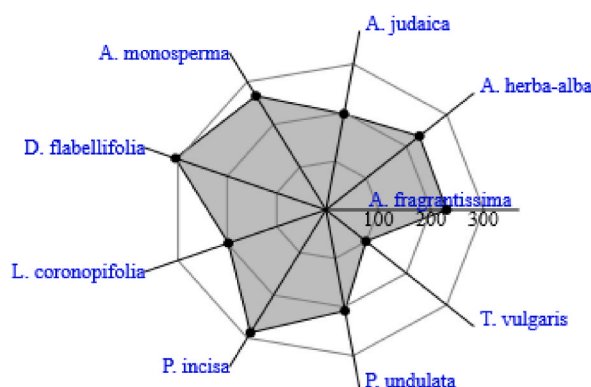 A. judaica
A. monosperma
A. herba-alba
D. flabellifolia
A. fragrantissima
100 200 300
L. coronopifolia
T. vulgaris
P. incisa
P. undulata